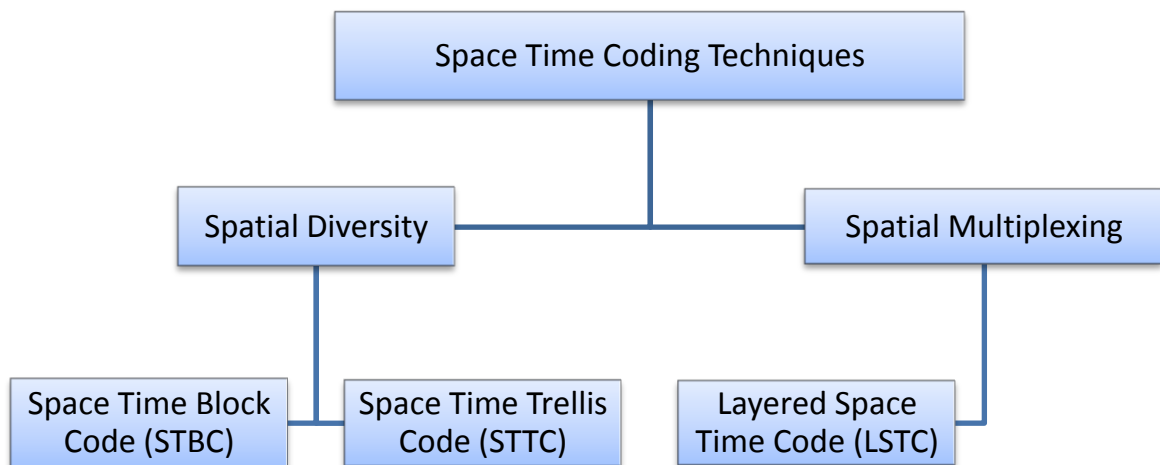 Space Time Coding Techniques
Spatial Diversity
Spatial Multiplexing
Space Time Block
Code (STBC)
Space Time Trellis
Code (STTC)
Layered Space
Time Code (LSTC)